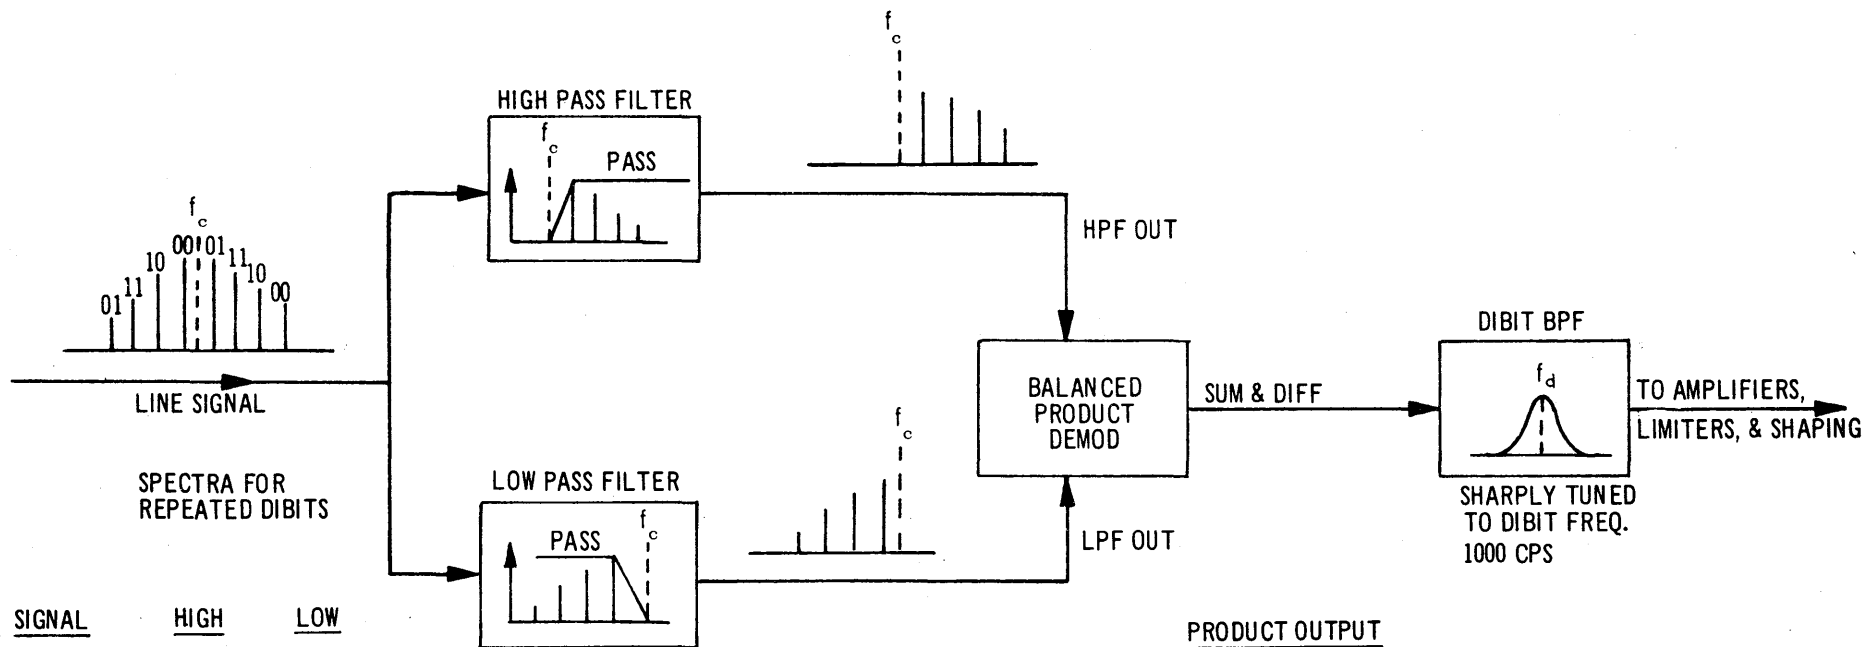 f c
HIGH PASS FILTER
f c
PASS
f c
00 01
10 11
11 10
01 00
HPF OUT
LINE SIGNAL
SPECTRA FOR
REPEATED DIBITS
LOW PASS FILTER
f c
PASS
f c
LPF OUT
BALANCED
PRODUCT
DEMOD
SUM & DIFF
DIBIT BPF
f d
SHARPLY TUNED
TO DIBIT FREQ.
1000 CPS
TO AMPLIFIERS,
LIMITERS, & SHAPING
SIGNAL HIGH LOW
PRODUCT OUTPUT